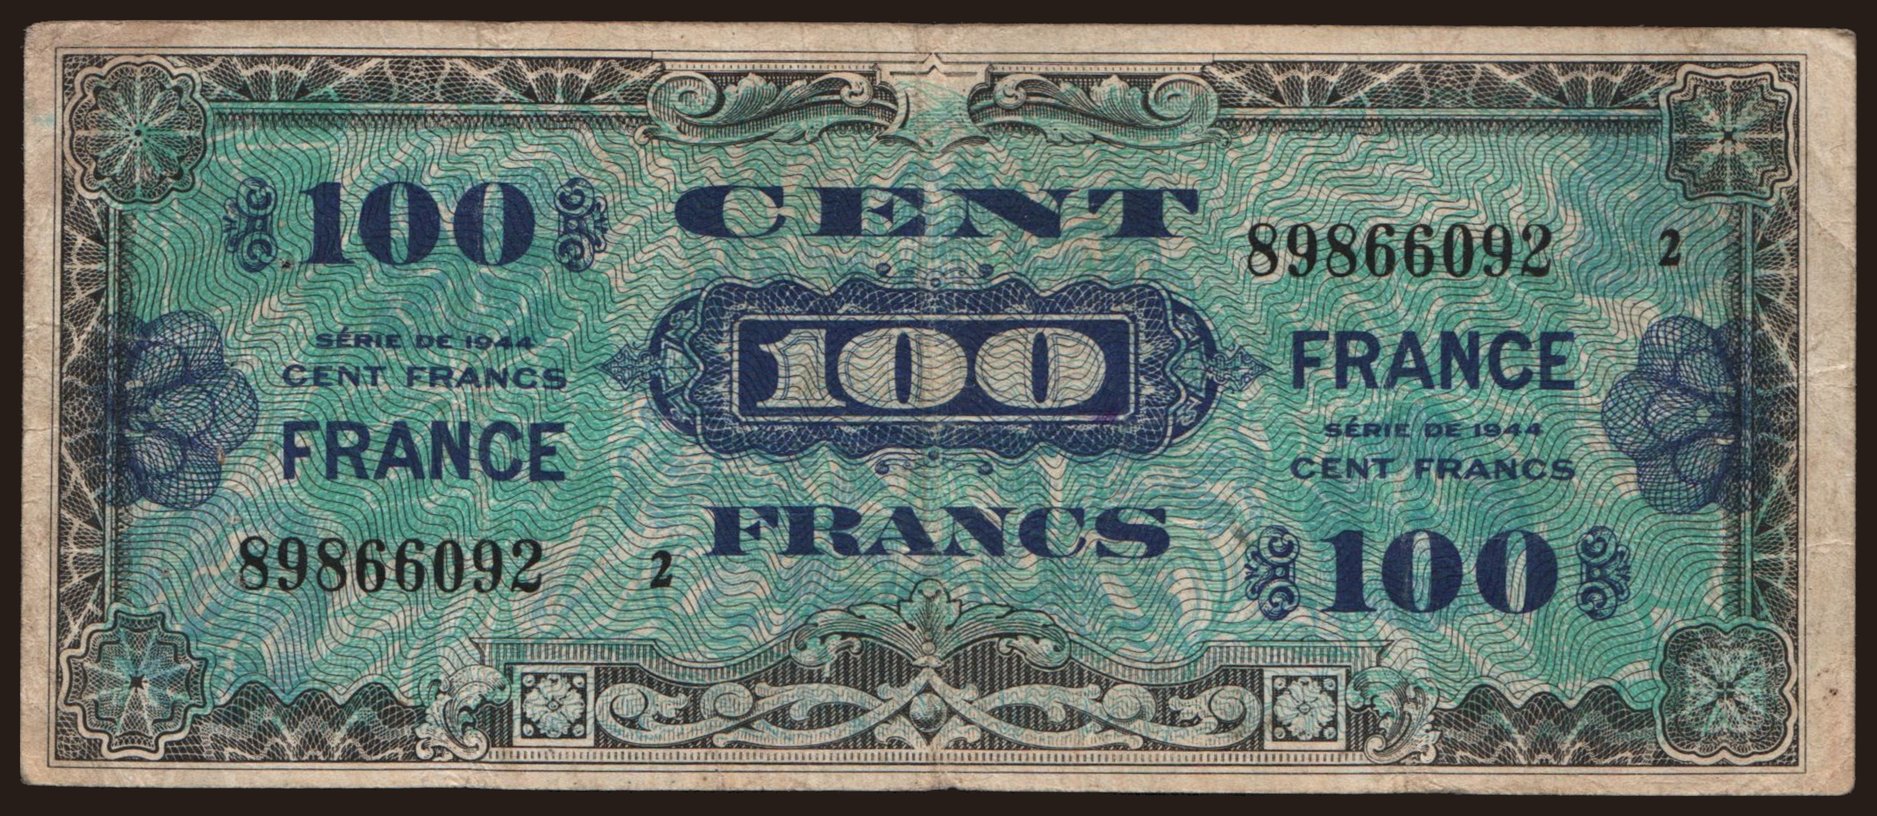 100
CENT
89866092 2
SÉRIE DE 1944
CENT FRANCS
FRANCE
100
FRANCE
SÉRIE DE 1944
CENT FRANCS
89866092 2
FRANCS
100